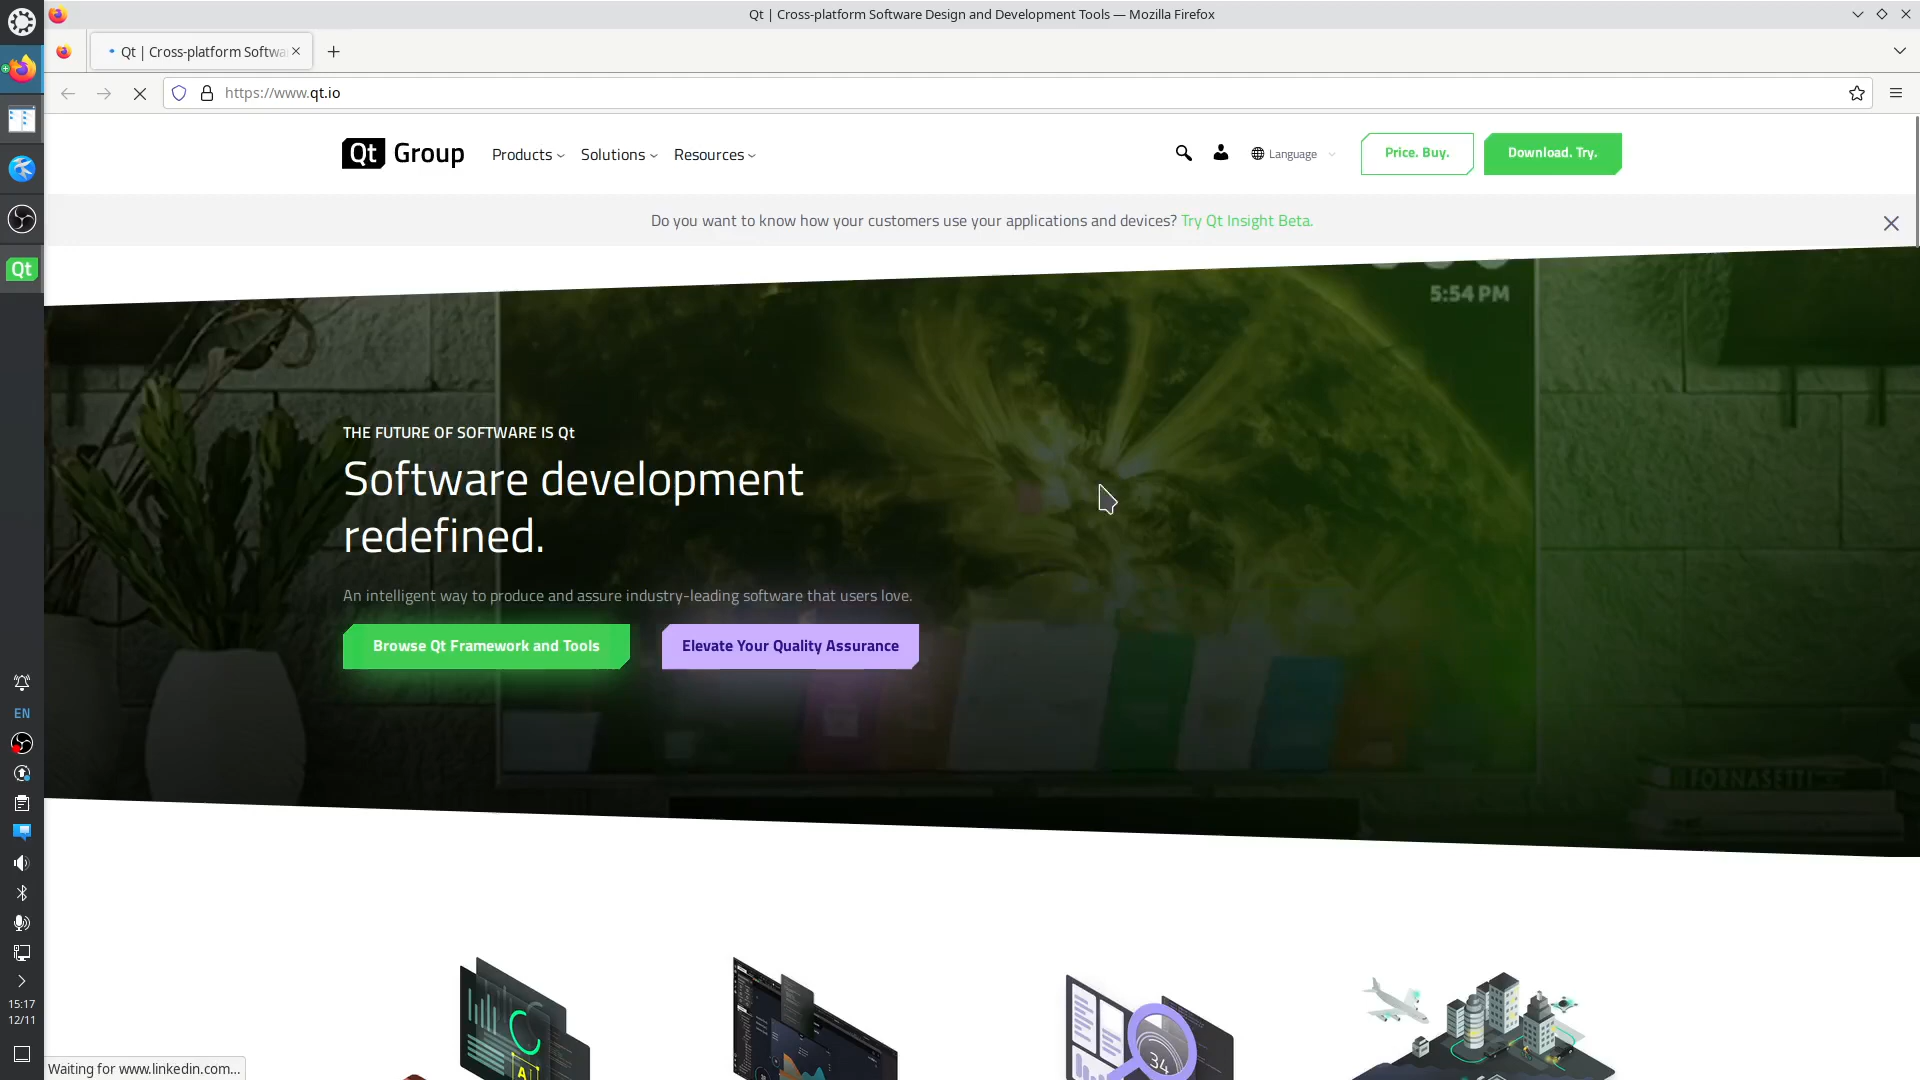 Qt | Cross-platform Software Design and Development Tools — Mozilla Firefox
Qt | Cross-platform Softwa
https://www.qt.io
Qt Group
Products
Solutions
Resources
Language
Price. Buy.
Download. Try.
Do you want to know how your customers use your applications and devices? Try Qt Insight Beta.
Qt
5:54 PM
THE FUTURE OF SOFTWARE IS Qt
Software development
redefined.
An intelligent way to produce and assure industry-leading software that users love.
Browse Qt Framework and Tools
Elevate Your Quality Assurance
EN
FORNASETTI
34
15:17
12/11
Waiting for www.linkedin.com...